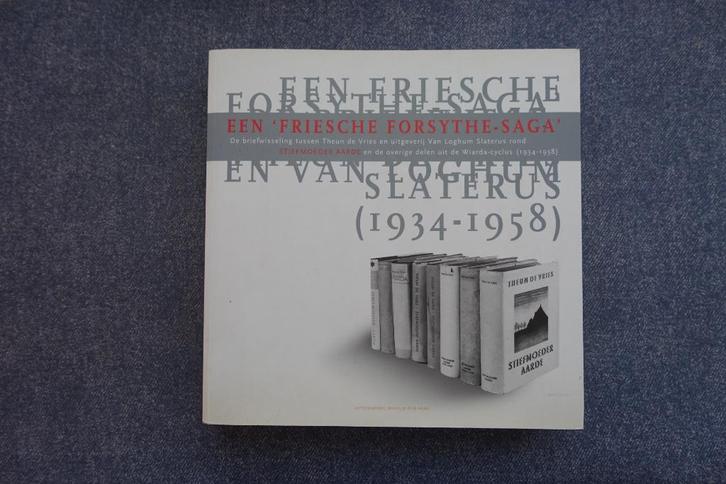 EEN FRIESCHE
FORSYTHE-SAGA
EEN 'FRIESCHE FORSYTHE-SAGA'
De briefwisseling tussen Theun de Vries en uitgeverij Van Loghum Slaterus rond
STIEFMOEDER AARDE en de overige delen uit de Wiarda-cyclus (1934-1958)
EN VAN LOGHUM
SLATERUS
(1934-1958)
THEUN DE VRIES
STIEFMOEDER
AARDE